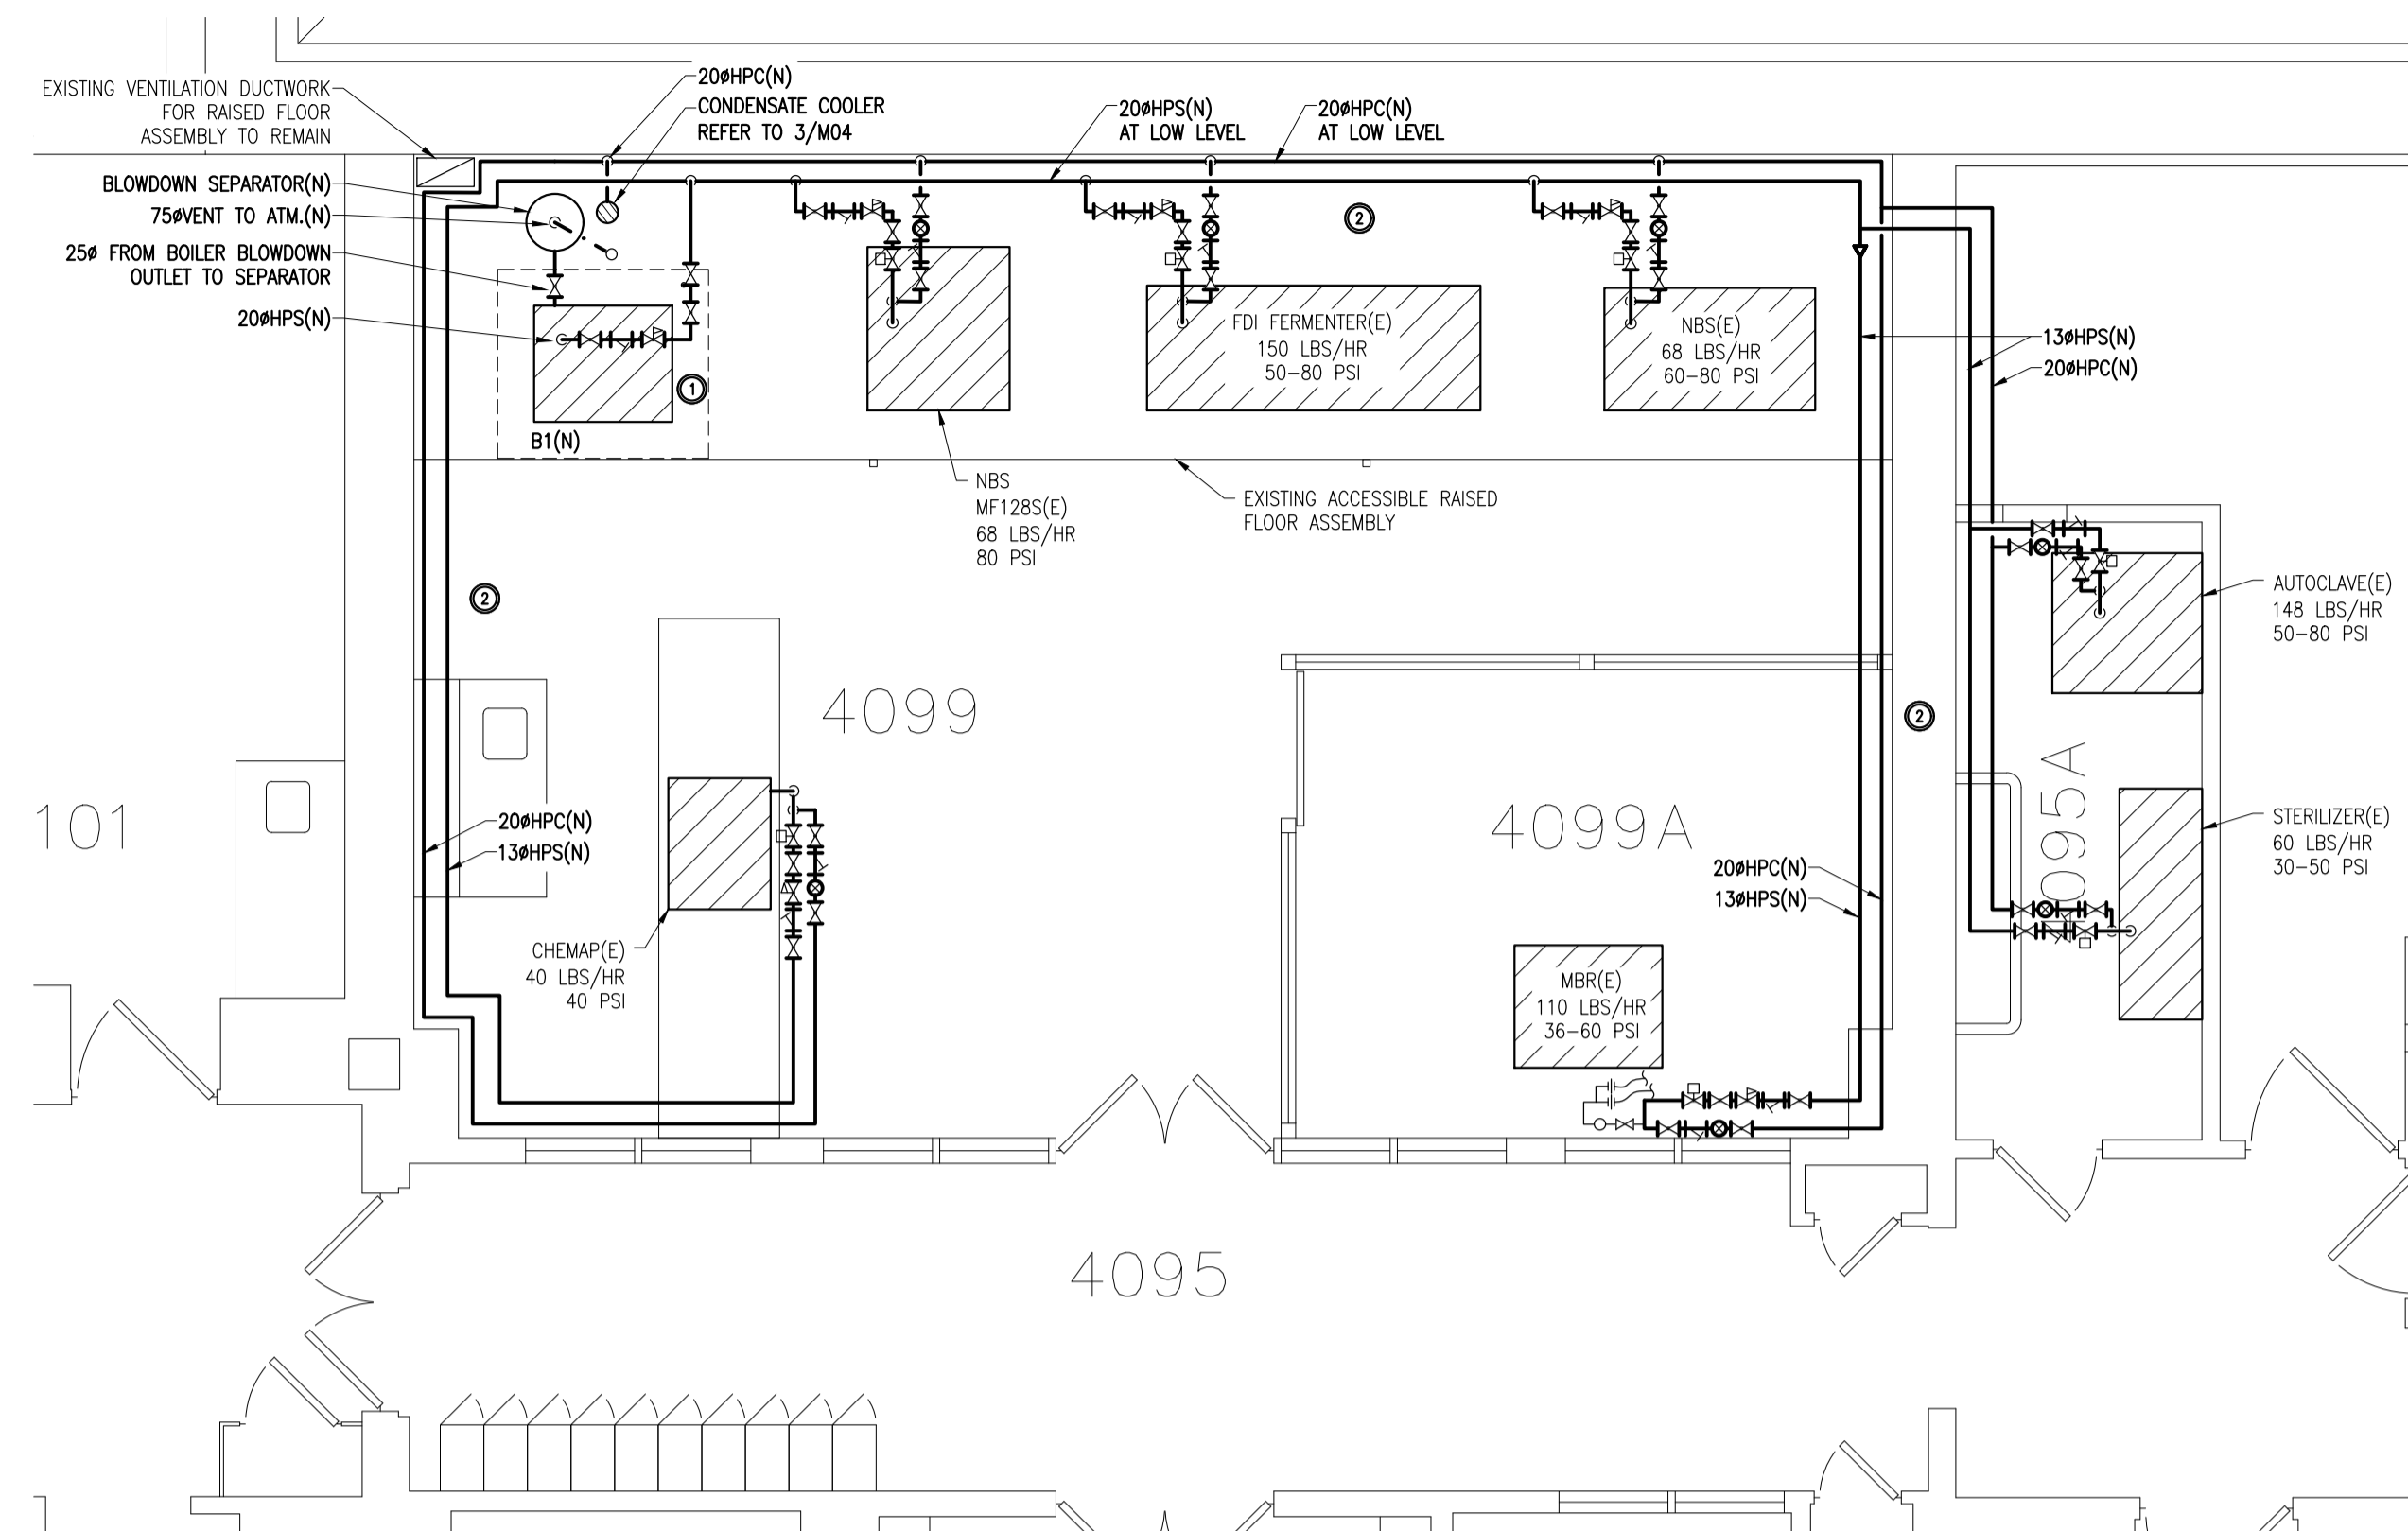 EXISTING VENTILATION DUCTWORK
FOR RAISED FLOOR
ASSEMBLY TO REMAIN
20øHPC(N)
CONDENSATE COOLER
REFER TO 3/M04
20øHPS(N)
AT LOW LEVEL
20øHPC(N)
AT LOW LEVEL
BLOWDOWN SEPARATOR(N)
75øVENT TO ATM.(N)
25ø FROM BOILER BLOWDOWN
OUTLET TO SEPARATOR
20øHPS(N)
2
1
B1(N)
FDI FERMENTER(E)
150 LBS/HR
50-80 PSI
NBS(E)
68 LBS/HR
60-80 PSI
13øHPS(N)
20øHPC(N)
NBS
MF128S(E)
68 LBS/HR
80 PSI
EXISTING ACCESSIBLE RAISED
FLOOR ASSEMBLY
2
AUTOCLAVE(E)
148 LBS/HR
50-80 PSI
4099
2
101
20øHPC(N)
13øHPS(N)
4099A
095A
STERILIZER(E)
60 LBS/HR
30-50 PSI
20øHPC(N)
13øHPS(N)
CHEMAP(E)
40 LBS/HR
40 PSI
MBR(E)
110 LBS/HR
36-60 PSI
4095